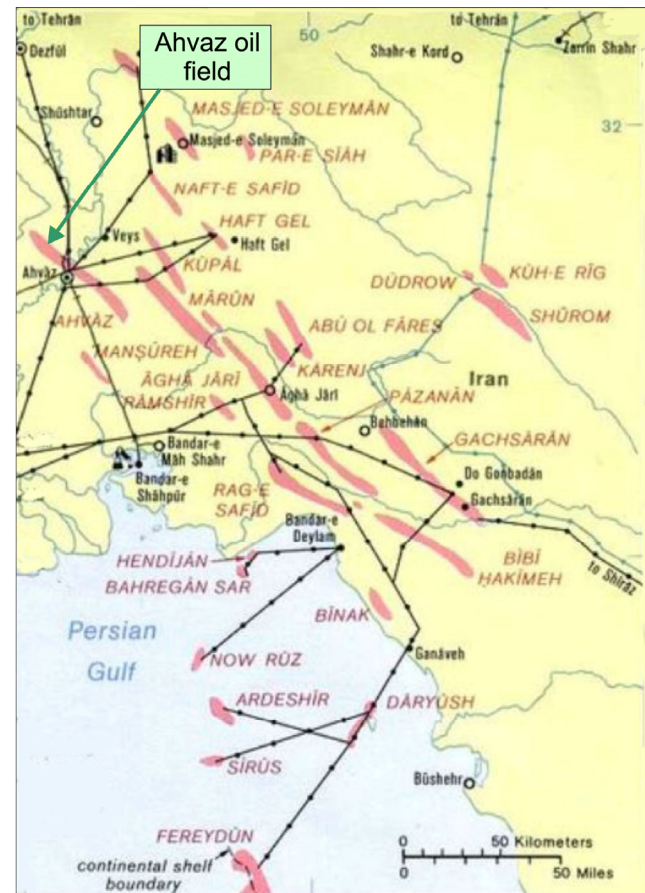 to Tehrān
50
to Tehrān
Ahvaz oil
field
Dezfūl
Shahr-e Kord
Zarrīn Shahr
Shūshtar
MASJED-E SOLEYMĀN
32
Masjed-e Soleymān
PAR-E SĪĀH
NAFT-E SAFĪD
HAFT GEL
Veys
Haft Gel
KŪPĀL
Ahvāz
DŪDROW
KŪH-E RĪG
MĀRŪN
SHŪROM
AHVĀZ
ABŪ OL FĀRES
MANṢŪREH
KĀRENJ
ĀGHĀ JĀRĪ
Iran
RĀMSHĪR
Āghā Jārī
PĀZANĀN
Behbehān
Bandar-e
Māh Shahr
GACHSĀRĀN
Do Gonbadān
Bandar-e
Shāhpūr
RAG-E
SAFĪD
Gachsārān
Bandar-e
Deylam
HENDĪJĀN
BĪBĪ
ḤAKĪMEH
to Shīrāz
BAHREGĀN SAR
BĪNAK
Persian
Gulf
NOW RŪZ
Ganāveh
ARDESHĪR
DĀRYŪSH
SĪRŪS
Būshehr
FEREYDŪN
continental shelf
boundary
0 50 Kilometers
0 50 Miles